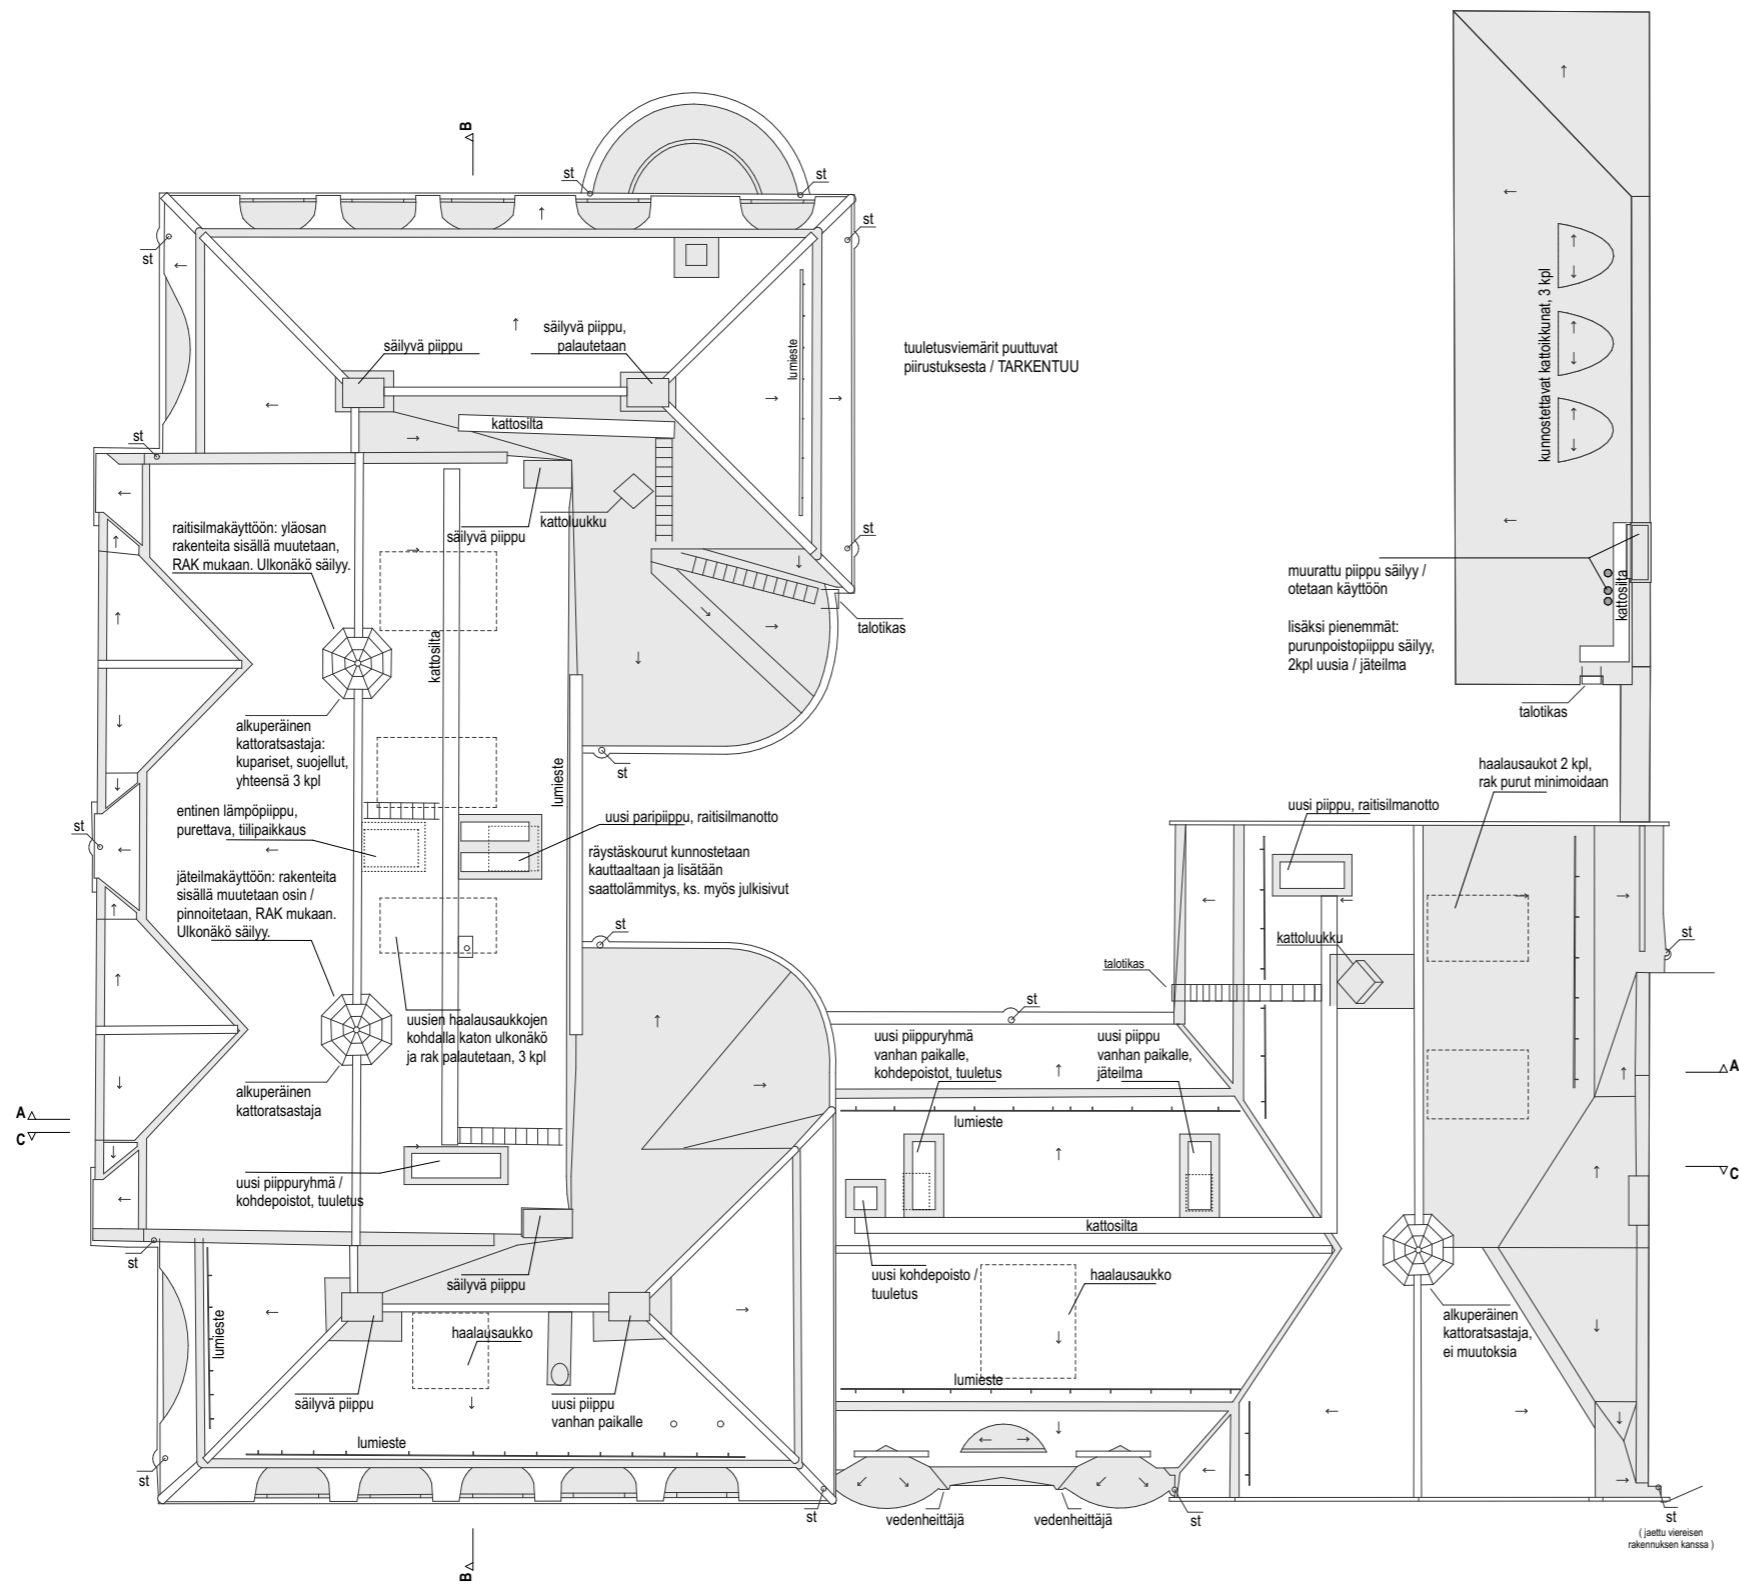 B
st
st
st
st
säilyvä piippu
säilyvä piippu,
palautetaan
lumieste
tuuletusviemärit puuttuvat
piirustuksesta / TARKENTUU
kunnostettavat kattoikunat, 3 kpl
kattosilta
st
säilyvä piippu
kattoluukku
st
raitisilmakäyttöön: yläosan
rakenteita sisällä muutetaan,
RAK mukaan. Ulkonäkö säilyy.
kattosilta
talotikas
muurattu piippu säilyy /
otetaan käyttöön
lisäksi pienemmät:
purunpoistopiippu säilyy,
2kpl uusia / jäteilma
kattosilta
talotikas
alkuperäinen
kattoratsastaja:
kupariset, suojellut,
yhteensä 3 kpl
lumieste
st
haalausaukot 2 kpl,
rak purut minimoidaan
entinen lämpöpiippu,
purettava, tiilipaikkaus
st
uusi paripiippu, raitisilmanotto
uusi piippu, raitisilmanotto
räystäskourut kunnostetaan
kauttaaltaan ja lisätään
saattolämmitys, ks. myös julkisivut
jäteilmakäyttöön: rakenteita
sisällä muutetaan osin /
pinnoitetaan, RAK mukaan.
Ulkonäkö säilyy.
st
kattoluukku
st
talotikas
st
uusien haalausaukkojen
kohdalla katon ulkonäkö
ja rak palautetaan, 3 kpl
uusi piippuryhmä
vanhan paikalle,
kohdepoistot, tuuletus
uusi piippu
vanhan paikalle,
jäteilma
alkuperäinen
kattoratsastaja
A
C
A
C
lumieste
uusi piippuryhmä /
kohdepoistot, tuuletus
kattosilta
st
säilyvä piippu
uusi kohdepoisto /
tuuletus
haalausaukko
lumieste
haalausaukko
alkuperäinen
kattoratsastaja,
ei muutoksia
lumieste
säilyvä piippu
uusi piippu
vanhan paikalle
lumieste
st
st
vedenheittäjä
vedenheittäjä
st
st
( jaettu viereisen
rakennuksen kanssa )
B